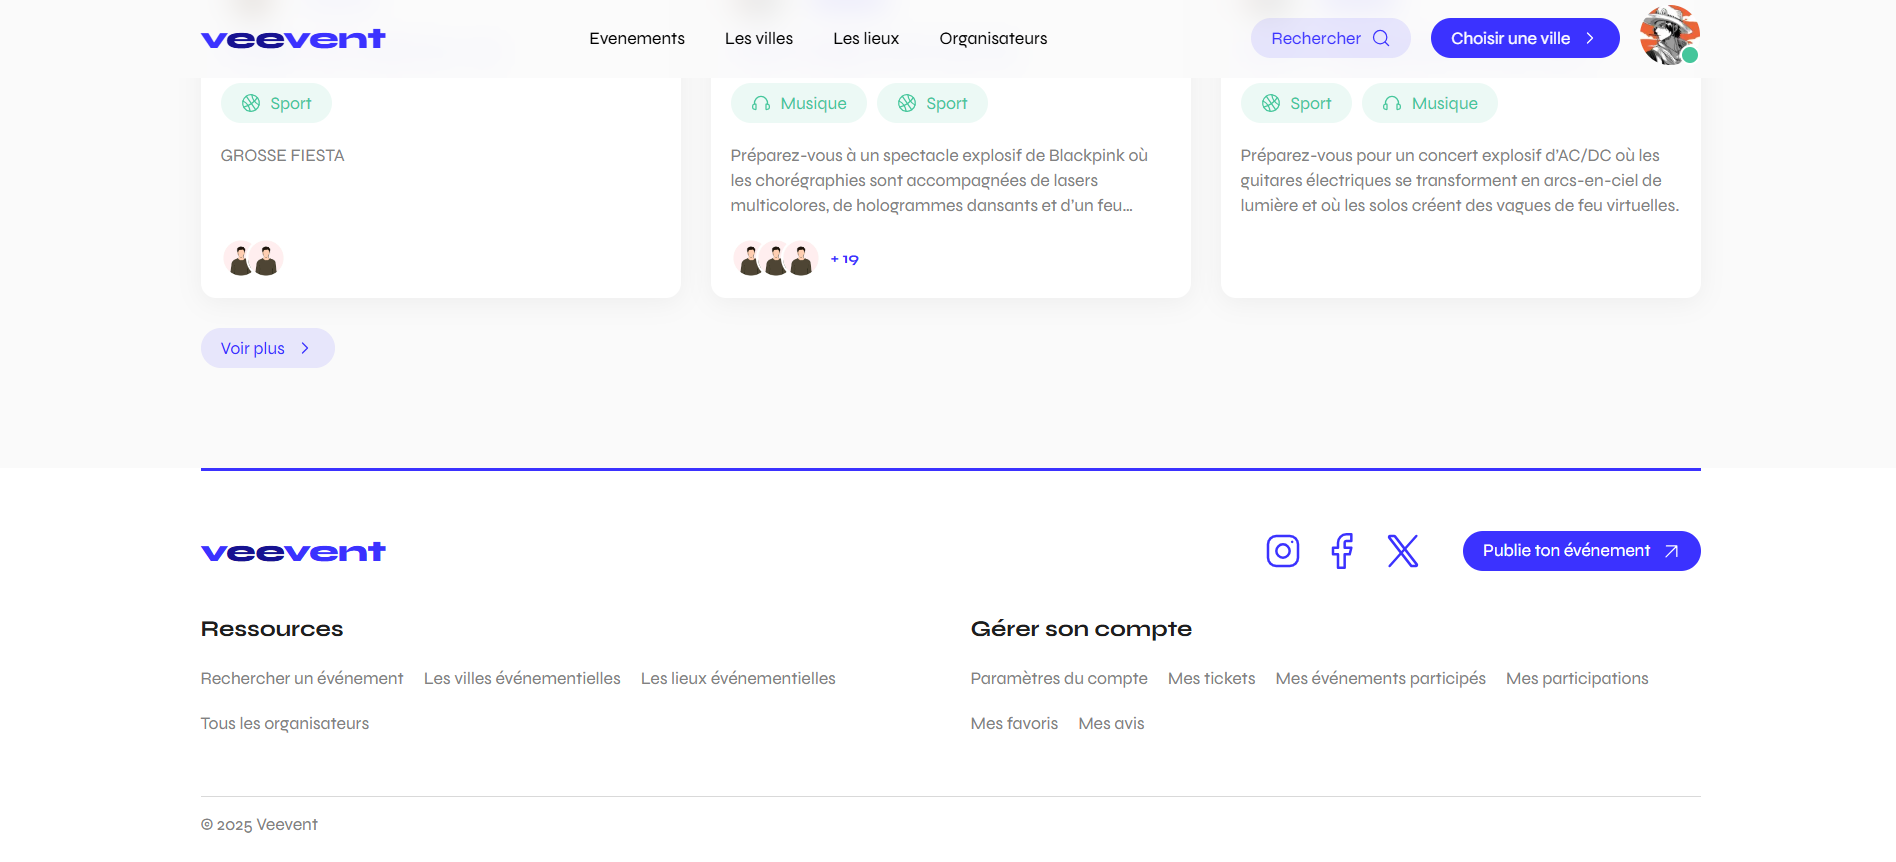 veevent
Evenements
Les villes
Les lieux
Organisateurs
Rechercher
Choisir une ville
Sport
GROSSE FIESTA
Musique
Sport
Préparez-vous à un spectacle explosif de Blackpink où
les chorégraphies sont accompagnées de lasers
multicolores, de hologrammes dansants et d'un feu...
+ 19
Sport
Musique
Préparez-vous pour un concert explosif d'AC/DC où les
guitares électriques se transforment en arcs-en-ciel de
lumière et où les solos créent des vagues de feu virtuelles.
Voir plus
veevent
Publie ton événement
Ressources
Rechercher un événement
Les villes événementielles
Les lieux événementielles
Tous les organisateurs
Gérer son compte
Paramètres du compte
Mes tickets
Mes événements participés
Mes participations
Mes favoris
Mes avis
© 2025 Veevent